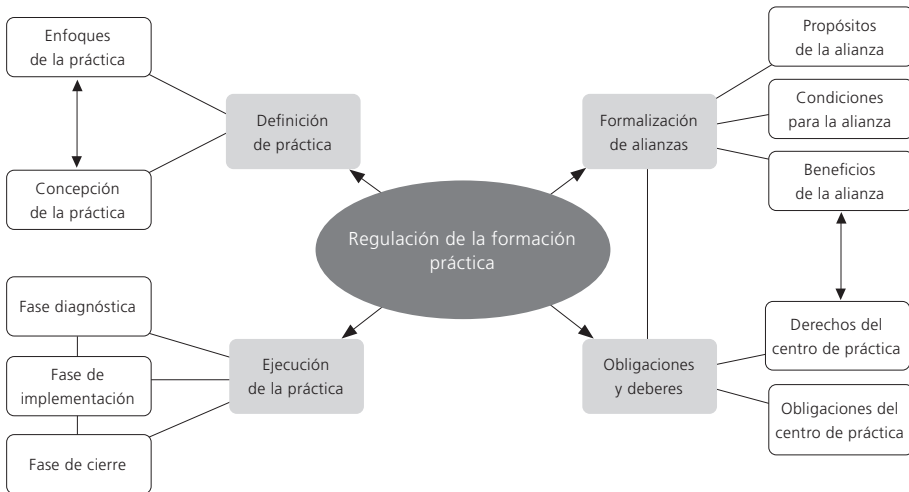 Enfoques
de la práctica
Concepción
de la práctica
Definición
de práctica
Formalización
de alianzas
Propósitos
de la alianza
Condiciones
para la alianza
Beneficios
de la alianza
Regulación de la formación
práctica
Fase diagnóstica
Fase de
implementación
Fase de cierre
Ejecución
de la práctica
Obligaciones
y deberes
Derechos del
centro de práctica
Obligaciones del
centro de práctica